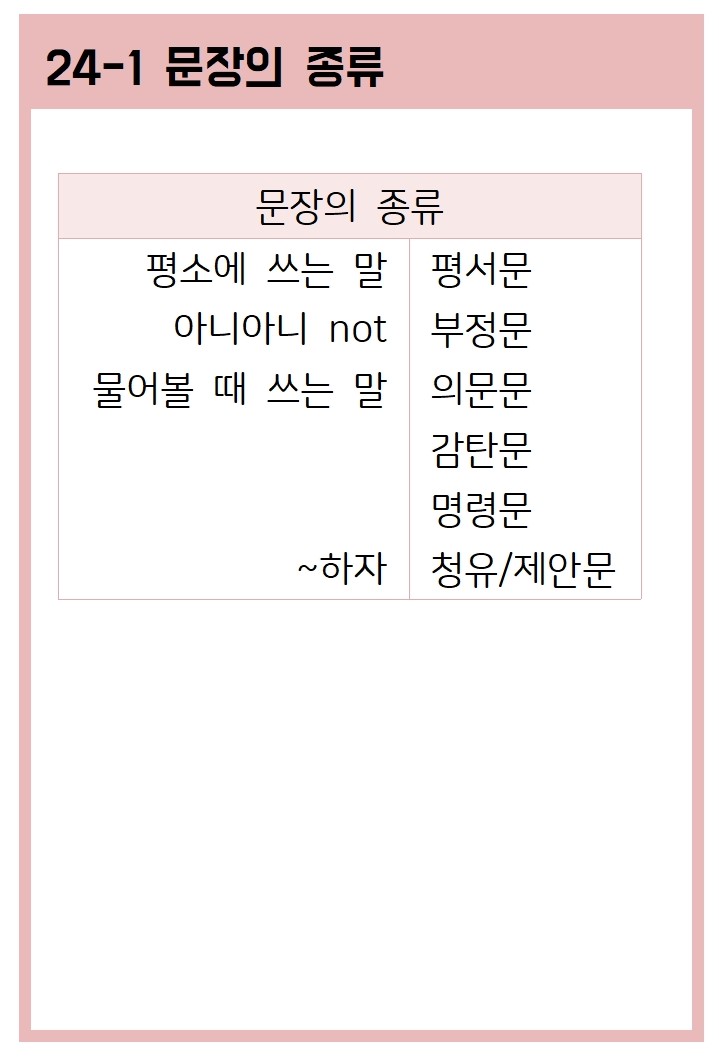 24-1 문장의 종류
문장의 종류
평소에 쓰는 말 평서문
아니아니 not 부정문
물어볼 때 쓰는 말 의문문
감탄문
명령문
~하자 청유/제안문